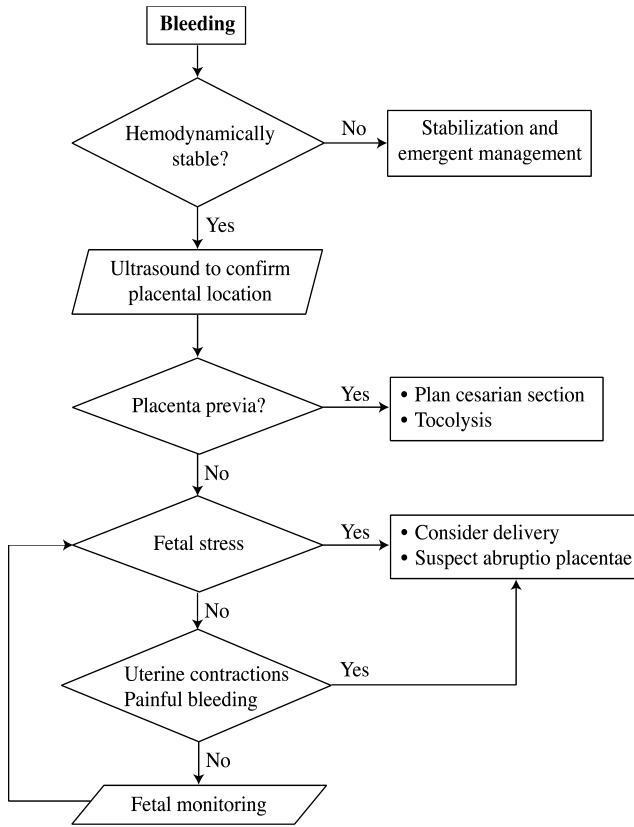 Bleeding
Hemodynamically
stable?
No
Stabilization and
emergent management
Yes
Ultrasound to confirm
placental location
Placenta previa?
Yes
• Plan cesarian section
• Tocolysis
No
Fetal stress
Yes
• Consider delivery
• Suspect abruptio placentae
No
Uterine contractions
Painful bleeding
Yes
No
Fetal monitoring